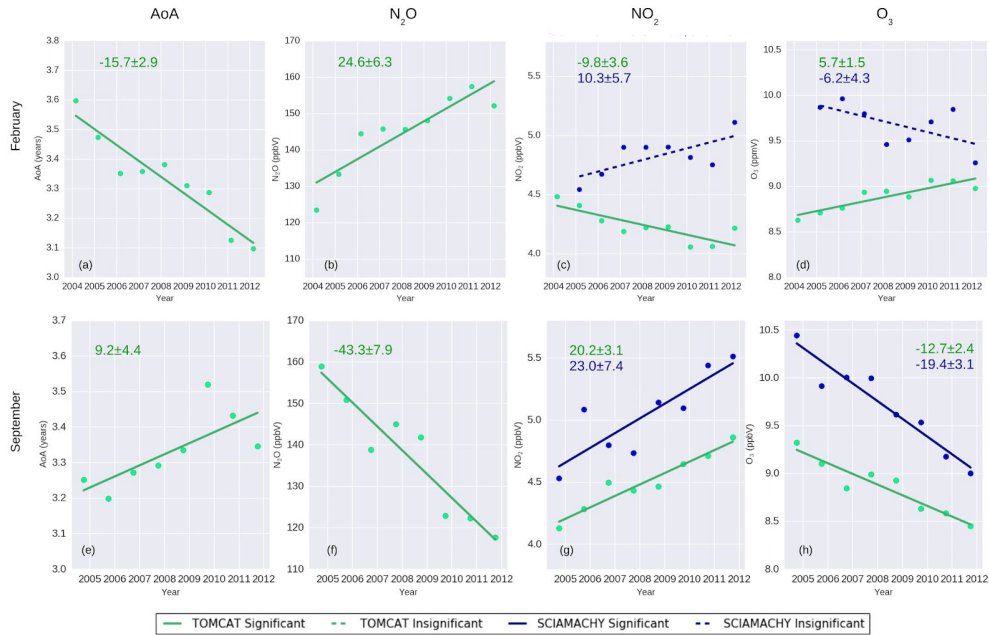 AoA N₂O NO₂ O₃
February
3.8 3.7 3.6 3.5 3.4 3.3 3.2 3.1 3.0
AoA (years)
-15.7±2.9
(a)
2004 2005 2006 2007 2008 2009 2010 2011 2012
Year
170 160 150 140 130 120 110
N₂O (ppbV)
24.6±6.3
(b)
2004 2005 2006 2007 2008 2009 2010 2011 2012
Year
5.5 5.0 4.5 4.0
NO₂ (ppbV)
-9.8±3.6
10.3±5.7
(c)
2004 2005 2006 2007 2008 2009 2010 2011 2012
Year
10.5 10.0 9.5 9.0 8.5 8.0
O₃ (ppmV)
5.7±1.5
-6.2±4.3
(d)
2004 2005 2006 2007 2008 2009 2010 2011 2012
Year
September
3.7 3.6 3.5 3.4 3.3 3.2 3.1 3.0
AoA (years)
9.2±4.4
(e)
2005 2006 2007 2008 2009 2010 2011 2012
Year
170 160 150 140 130 120 110
N₂O (ppbV)
-43.3±7.9
(f)
2005 2006 2007 2008 2009 2010 2011 2012
Year
5.5 5.0 4.5 4.0
NO₂ (ppbV)
20.2±3.1
23.0±7.4
(g)
2005 2006 2007 2008 2009 2010 2011 2012
Year
10.5 10.0 9.5 9.0 8.5 8.0
O₃ (ppmV)
-12.7±2.4
-19.4±3.1
(h)
2005 2006 2007 2008 2009 2010 2011 2012
Year
TOMCAT Significant TOMCAT Insignificant SCIAMACHY Significant SCIAMACHY Insignificant